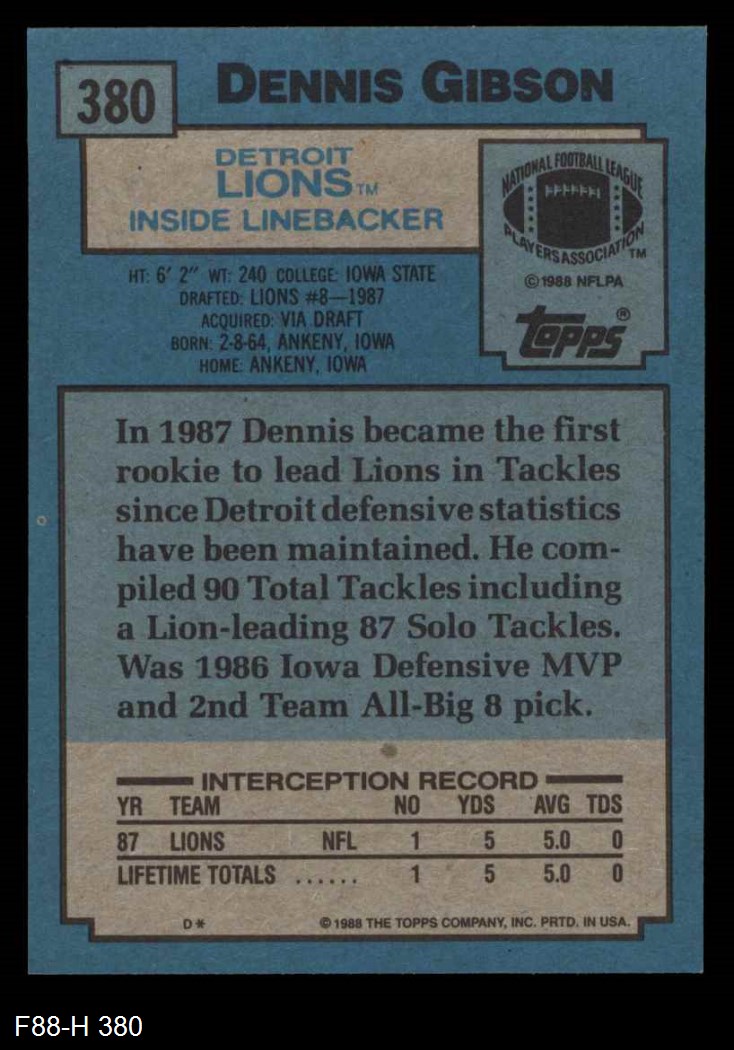 380
DENNIS GIBSON
DETROIT
LIONS™
INSIDE LINEBACKER
NATIONAL FOOTBALL LEAGUE
PLAYERS ASSOCIATION™
© 1988 NFLPA
topps®
HT: 6' 2" WT: 240 COLLEGE: IOWA STATE
DRAFTED: LIONS #8—1987
ACQUIRED: VIA DRAFT
BORN: 2-8-64, ANKENY, IOWA
HOME: ANKENY, IOWA
In 1987 Dennis became the first
rookie to lead Lions in Tackles
since Detroit defensive statistics
have been maintained. He com-
piled 90 Total Tackles including
a Lion-leading 87 Solo Tackles.
Was 1986 Iowa Defensive MVP
and 2nd Team All-Big 8 pick.
INTERCEPTION RECORD
YR TEAM NO YDS AVG TDS
87 LIONS NFL 1 5 5.0 0
LIFETIME TOTALS ...... 1 5 5.0 0
D* © 1988 THE TOPPS COMPANY, INC. PRTD. IN USA.
F88-H 380